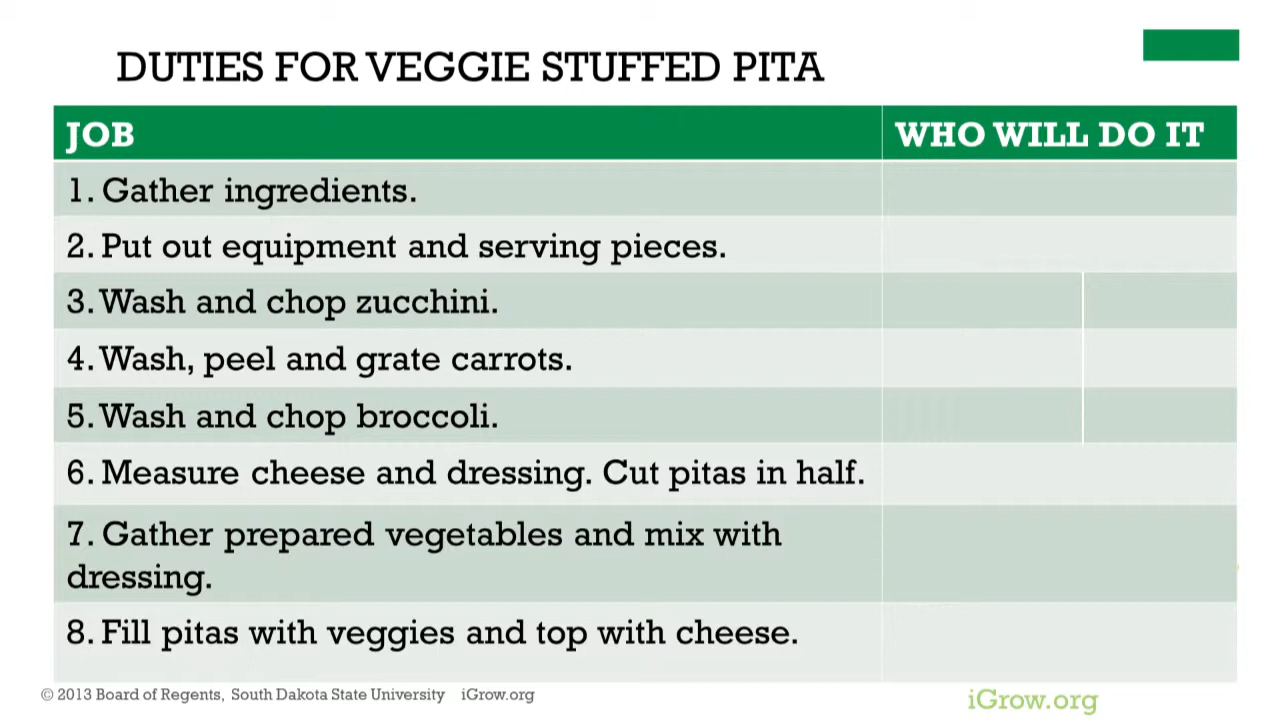 DUTIES FOR VEGGIE STUFFED PITA
JOB
WHO WILL DO IT
1. Gather ingredients.
2. Put out equipment and serving pieces.
3. Wash and chop zucchini.
4. Wash, peel and grate carrots.
5. Wash and chop broccoli.
6. Measure cheese and dressing. Cut pitas in half.
7. Gather prepared vegetables and mix with
dressing.
8. Fill pitas with veggies and top with cheese.
© 2013 Board of Regents, South Dakota State University iGrow.org
iGrow.org